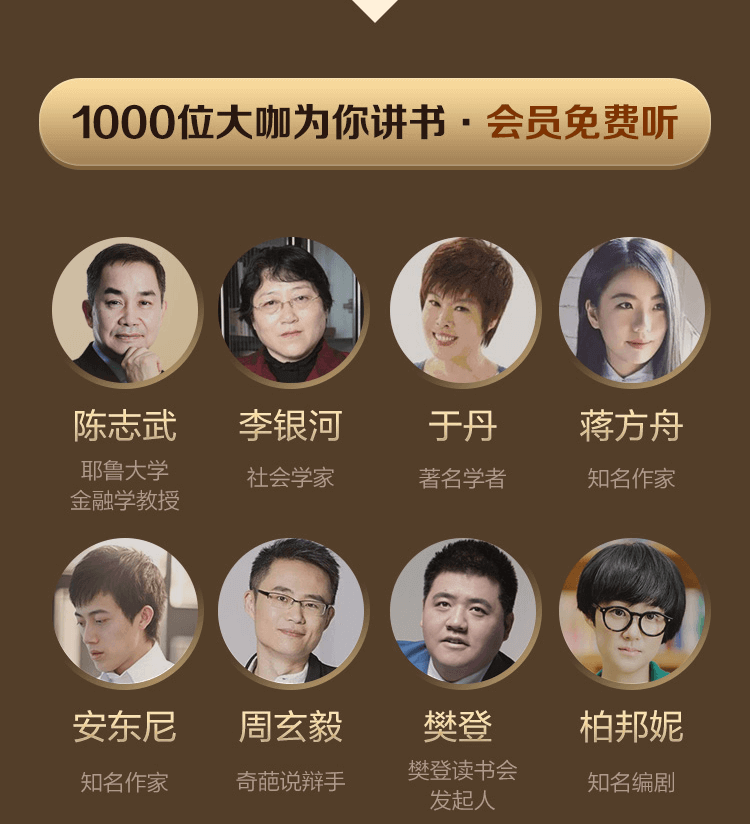 1000位大咖为你讲书·会员免费听
陈志武 李银河 于丹 蒋方舟
耶鲁大学
金融学教授
社会学家 著名学者 知名作家
安东尼 周玄毅 樊登 柏邦妮
知名作家 奇葩说辩手
樊登读书会
发起人
知名编剧